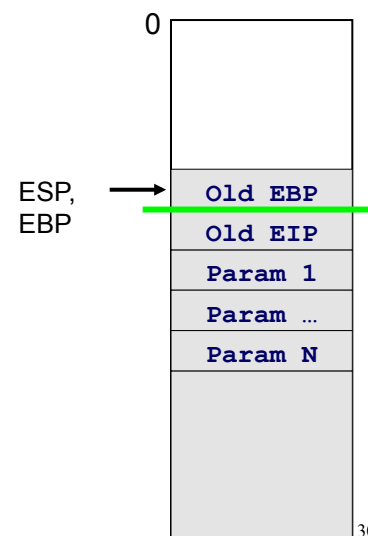 0
ESP,
EBP
Old EBP
Old EIP
Param 1
Param …
Param N